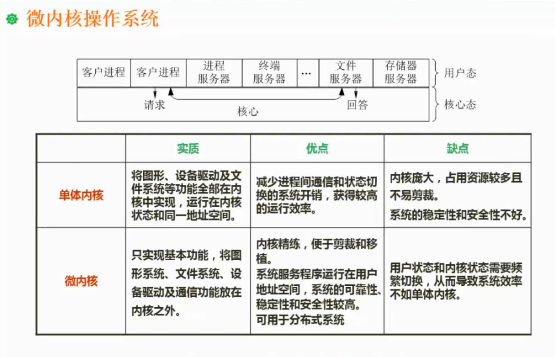 微内核操作系统
客户进程 客户进程 进程服务器 终端服务器 … 文件服务器 存储器服务器 用户态
请求 核心 回答 核心态
实质 优点 缺点
单体内核
将图形、设备驱动及文
件系统等功能全部在内
核中实现，运行在内核
状态和同一地址空间。
减少进程间通信和状态切
换的系统开销，获得较高
的运行效率。
内核庞大，占用资源较多且
不易剪裁。
系统的稳定性和安全性不好。
微内核
只实现基本功能，将图
形系统、文件系统、设
备驱动及通信功能放在
内核之外。
内核精练，便于剪裁和移
植。
系统服务程序运行在用户
地址空间，系统的可靠性、
稳定性和安全性较高。
可用于分布式系统
用户状态和内核状态需要频
繁切换，从而导致系统效率
不如单体内核。